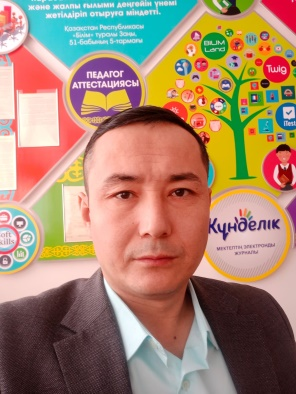 және жалпы ғылыми деңгейін үнемі
жетілдіріп отыруға міндетті.
Қазақстан Республикасы
"Білім" туралы Заңы,
51-бабының 5-тармағы
ПЕДАГОГ
АТТЕСТАЦИЯСЫ
BILIM
Land
Twig
iTest
Soft
Skills
Күнделік
МЕКТЕПТІҢ ЭЛЕКТРОНДЫ
ЖУРНАЛЫ